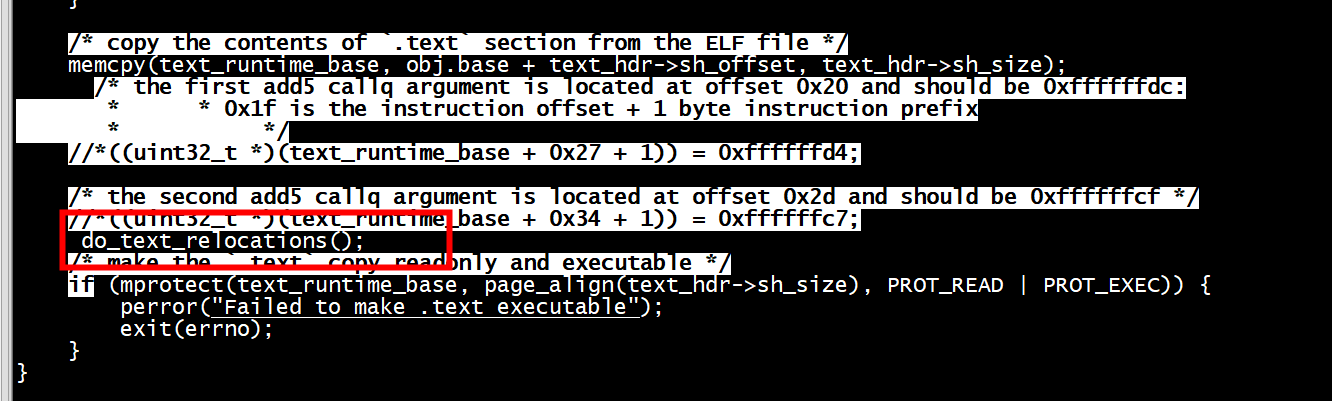 }
/* copy the contents of `.text` section from the ELF file */
memcpy(text_runtime_base, obj.base + text_hdr->sh_offset, text_hdr->sh_size);
/* the first add5 callq argument is located at offset 0x20 and should be 0xffffffdc:
* * 0x1f is the instruction offset + 1 byte instruction prefix
* */
//*((uint32_t *)(text_runtime_base + 0x27 + 1)) = 0xffffffd4;
/* the second add5 callq argument is located at offset 0x2d and should be 0xffffffcf */
//*((uint32_t *)(text_runtime_base + 0x34 + 1)) = 0xffffffc7;
do_text_relocations();
/* make the `.text` copy readonly and executable */
if (mprotect(text_runtime_base, page_align(text_hdr->sh_size), PROT_READ | PROT_EXEC)) {
perror("Failed to make .text executable");
exit(errno);
}
}